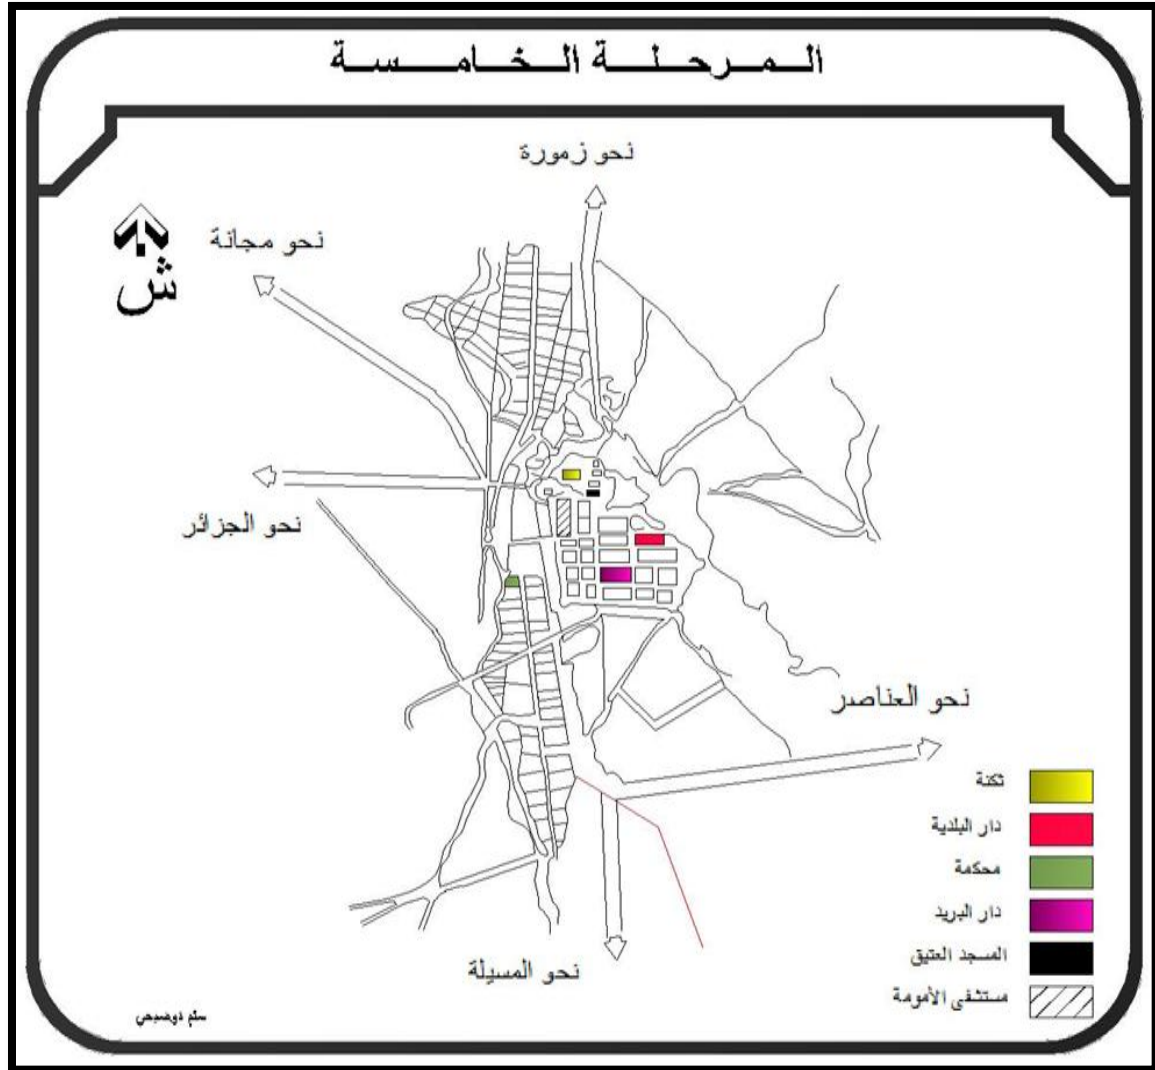 المرحلة الخامسة
نحو زمورة
نحو مجانة
ش
نحو الجزائر
نحو العناصر
ثكنة
دار البلدية
محكمة
دار البريد
المسجد العتيق
مستشفى الأمومة
نحو المسيلة